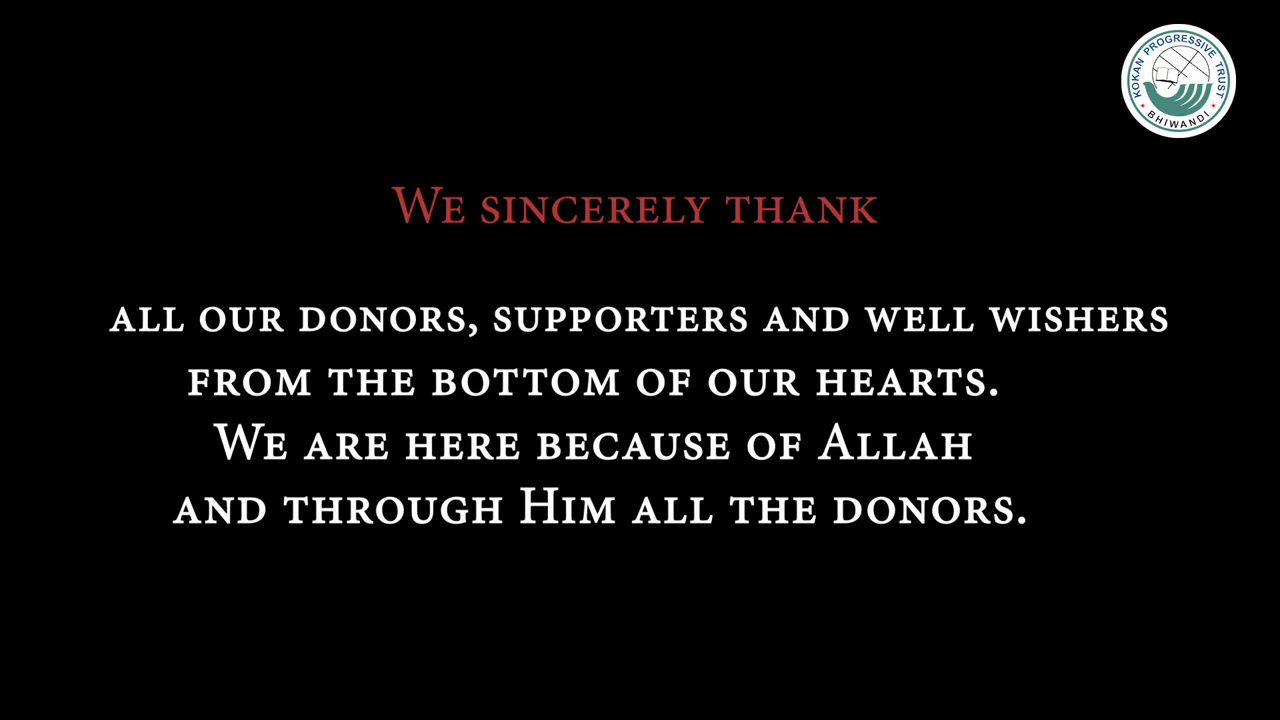 KOKAN PROGRESSIVE TRUST
BHIWANDI
We sincerely thank
all our donors, supporters and well wishers
from the bottom of our hearts.
We are here because of Allah
and through Him all the donors.